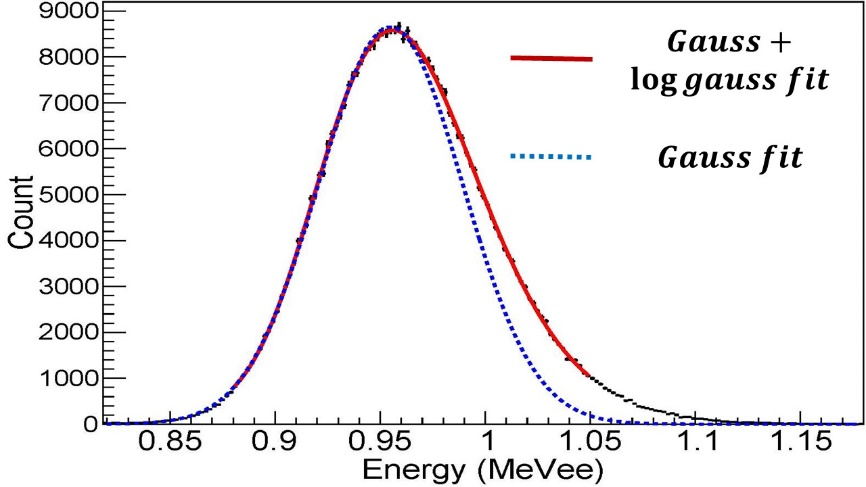 9000
8000
7000
6000
5000
4000
3000
2000
1000
0
Count
Gauss +
log gauss fit
Gauss fit
0.85 0.9 0.95 1 1.05 1.1 1.15
Energy (MeVee)